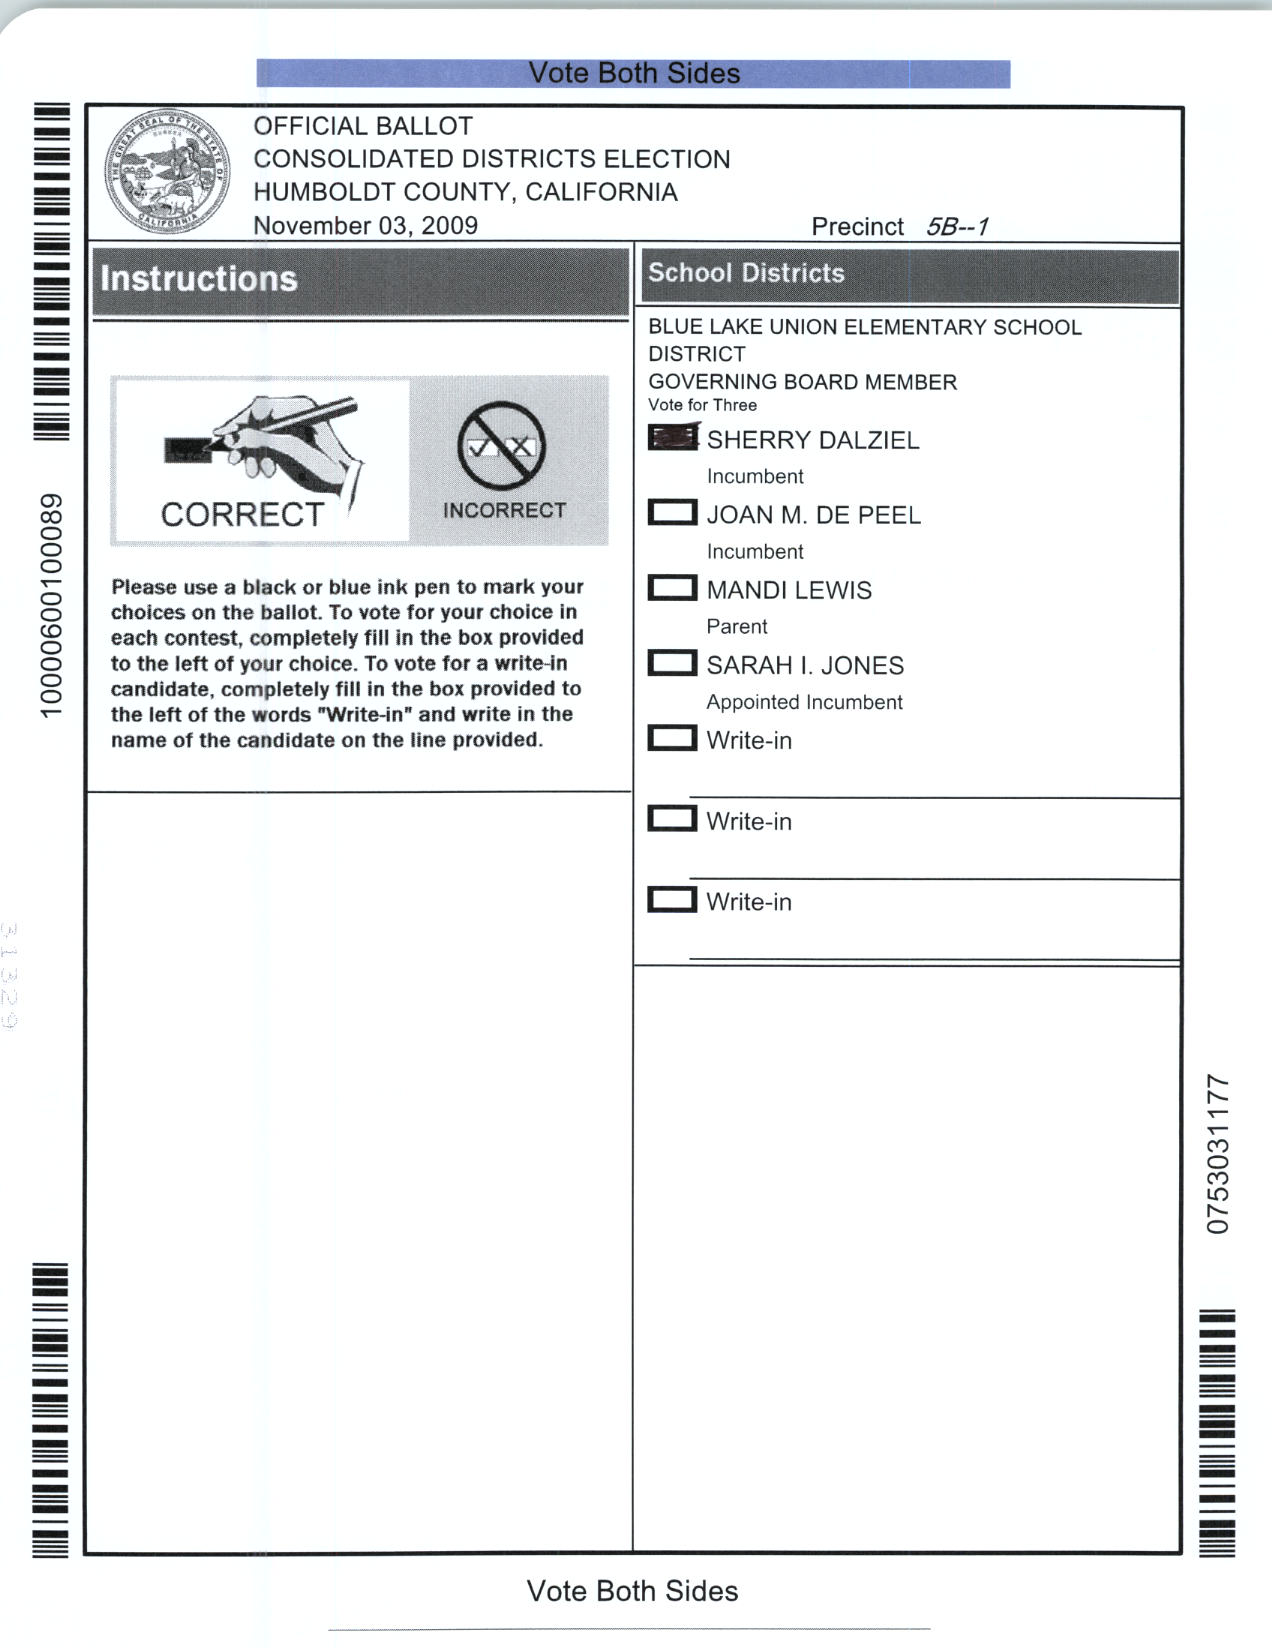 Vote Both Sides
OFFICIAL BALLOT
CONSOLIDATED DISTRICTS ELECTION
HUMBOLDT COUNTY, CALIFORNIA
November 03, 2009
Precinct 5B--1
THE GREAT SEAL OF THE STATE OF CALIFORNIA
EUREKA
Instructions
CORRECT
INCORRECT
Please use a black or blue ink pen to mark your
choices on the ballot. To vote for your choice in
each contest, completely fill in the box provided
to the left of your choice. To vote for a write-in
candidate, completely fill in the box provided to
the left of the words "Write-in" and write in the
name of the candidate on the line provided.
School Districts
BLUE LAKE UNION ELEMENTARY SCHOOL
DISTRICT
GOVERNING BOARD MEMBER
Vote for Three
SHERRY DALZIEL
Incumbent
JOAN M. DE PEEL
Incumbent
MANDI LEWIS
Parent
SARAH I. JONES
Appointed Incumbent
Write-in
Write-in
Write-in
10000600100089
31329
0753031177
Vote Both Sides